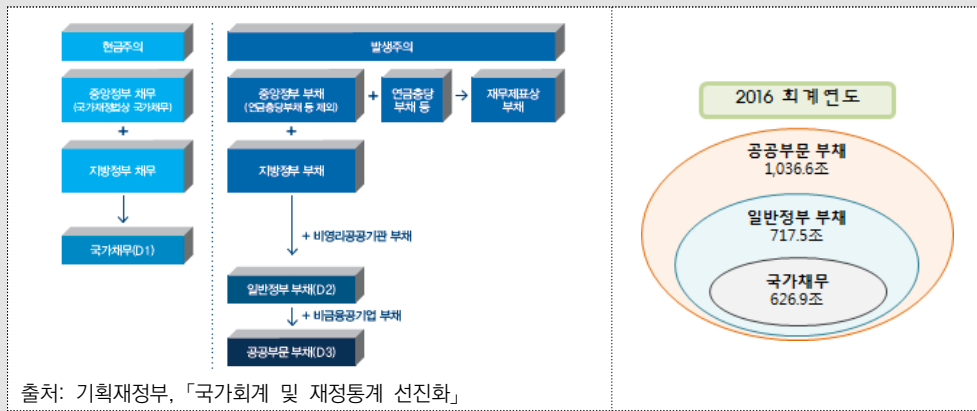 현금주의
중앙정부 채무
(국가재정법상 국가채무)
+
지방정부 채무
국가채무(D1)
발생주의
중앙정부 부채
(연금충당부채 등 제외)
+
연금충당
부채 등
→
재무제표상
부채
+
지방정부 부채
+ 비영리공공기관 부채
일반정부 부채(D2)
+ 비금융공기업 부채
공공부문 부채(D3)
출처: 기획재정부, 「국가회계 및 재정통계 선진화」
2016 회계연도
공공부문 부채
1,036.6조
일반정부 부채
717.5조
국가채무
626.9조